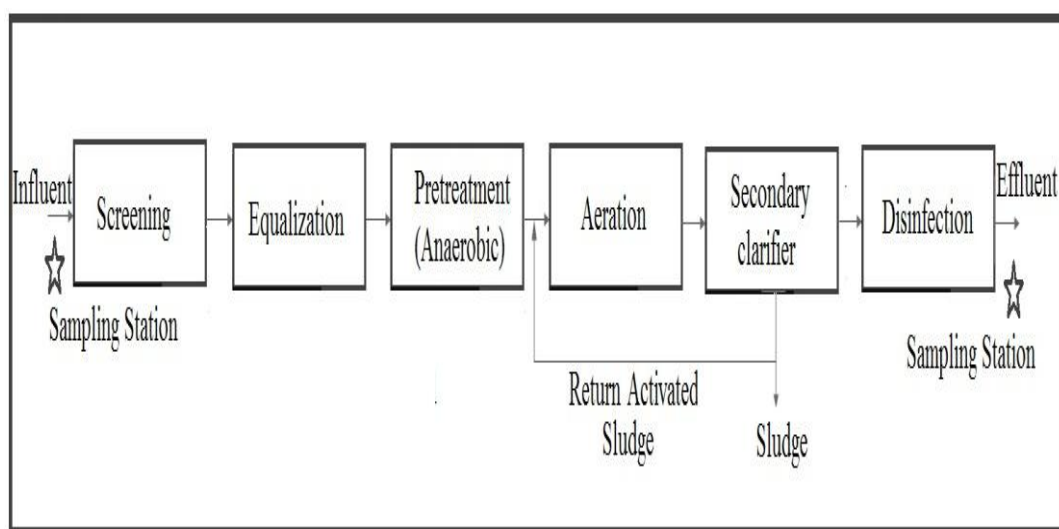 Influent
Screening
Equalization
Pretreatment
(Anaerobic)
Aeration
Secondary
clarifier
Disinfection
Effluent
Sampling Station
Sampling Station
Return Activated
Sludge
Sludge